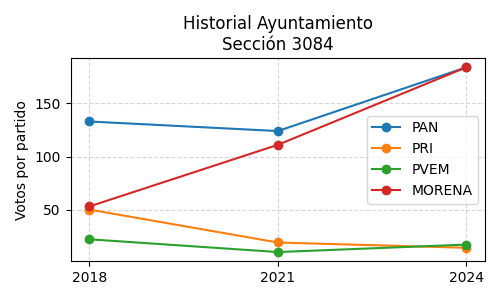 Historial Ayuntamiento
Sección 3084
Votos por partido
150
100
50
2018
2021
2024
PAN
PRI
PVEM
MORENA